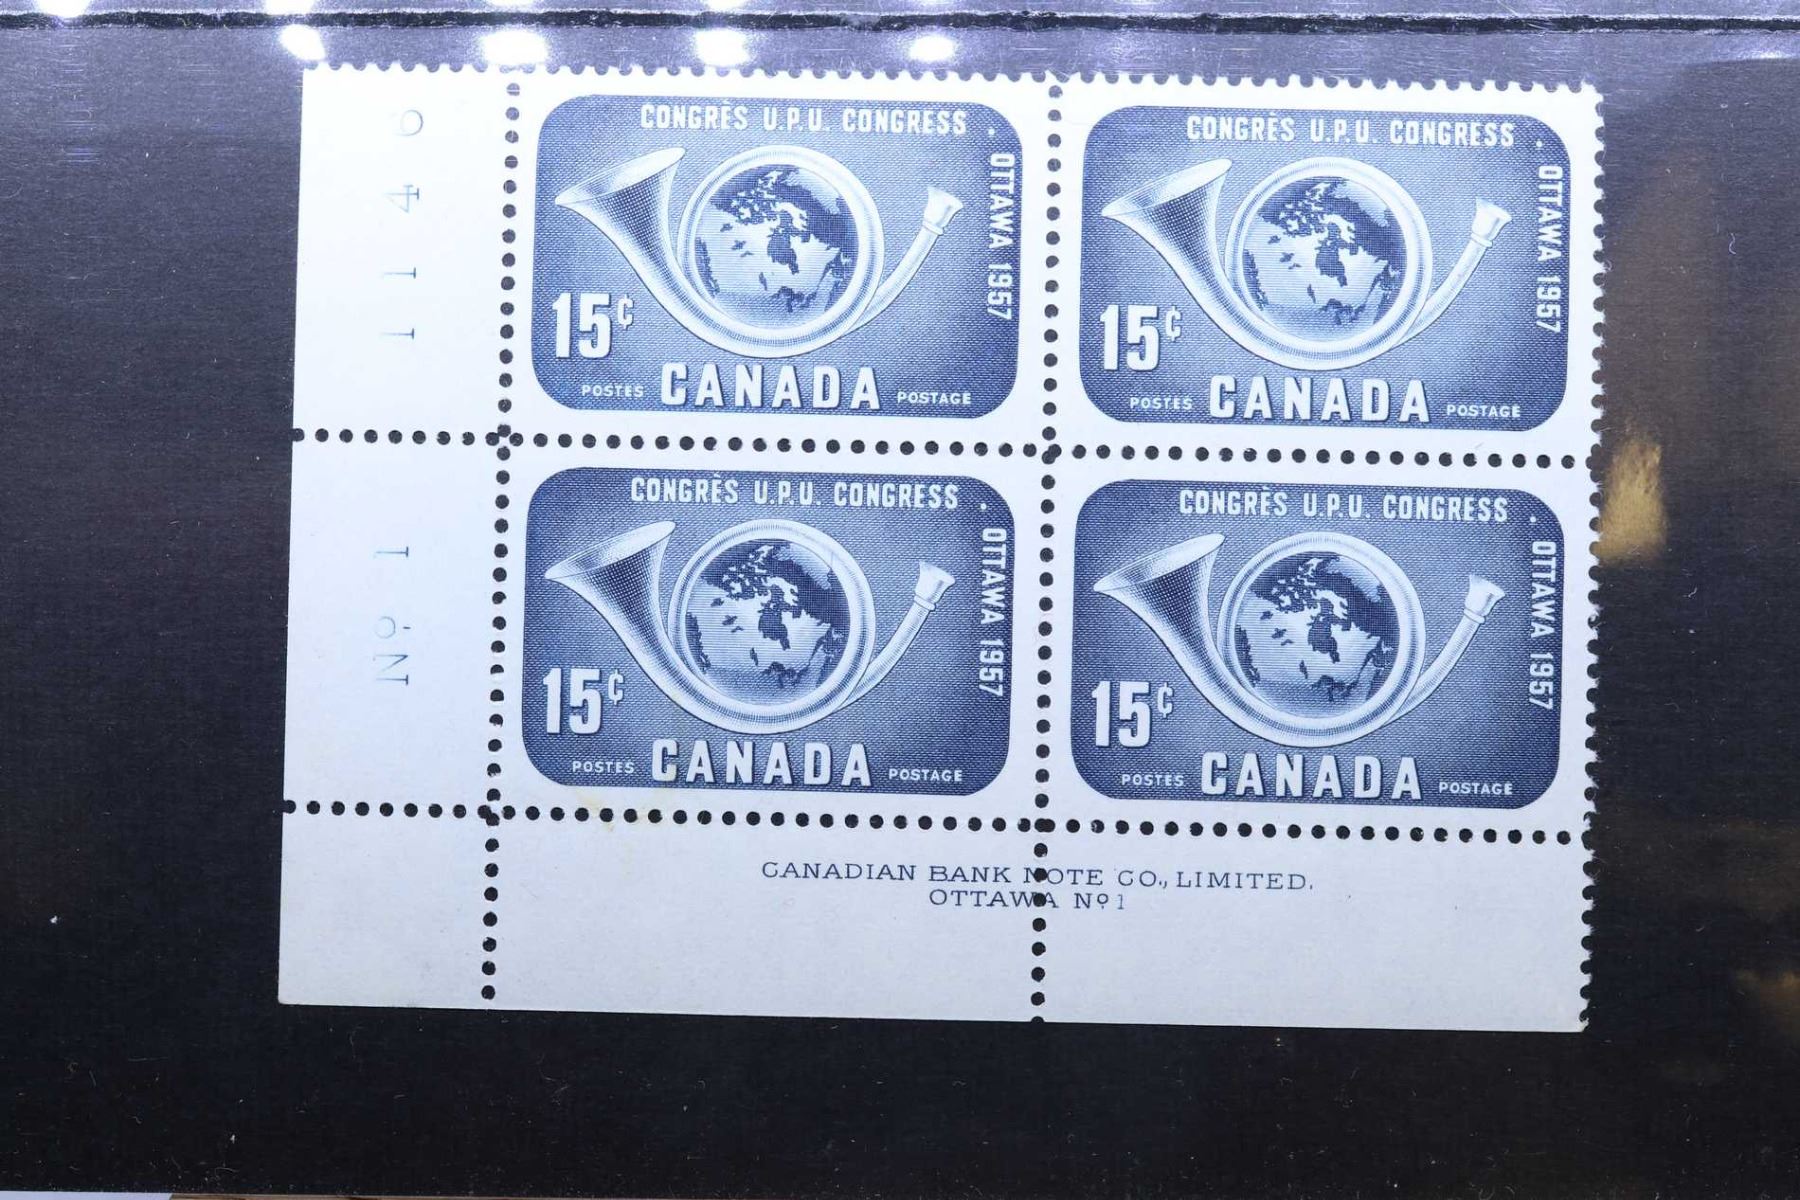 1146
No 1
CONGRÈS U.P.U. CONGRESS · OTTAWA 1957
15¢
POSTES CANADA POSTAGE
CONGRÈS U.P.U. CONGRESS · OTTAWA 1957
15¢
POSTES CANADA POSTAGE
CONGRÈS U.P.U. CONGRESS · OTTAWA 1957
15¢
POSTES CANADA POSTAGE
CONGRÈS U.P.U. CONGRESS · OTTAWA 1957
15¢
POSTES CANADA POSTAGE
CANADIAN BANK NOTE CO., LIMITED.
OTTAWA No 1